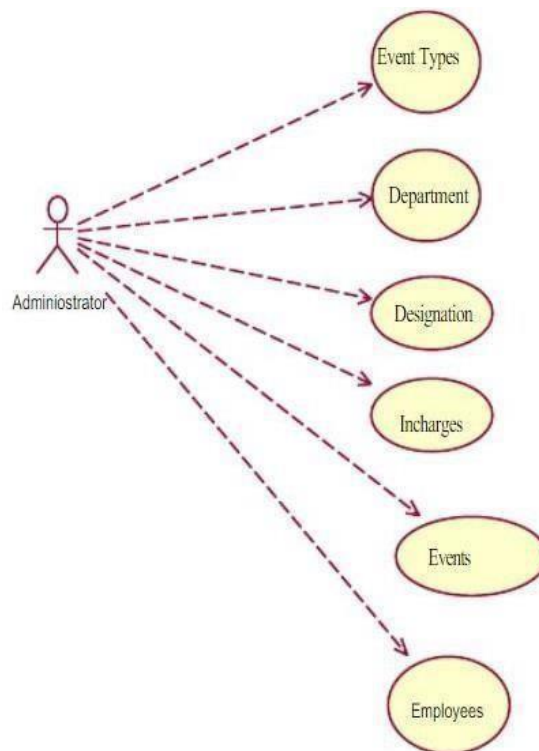 Event Types
Department
Adminiostrator
Designation
Incharges
Events
Employees